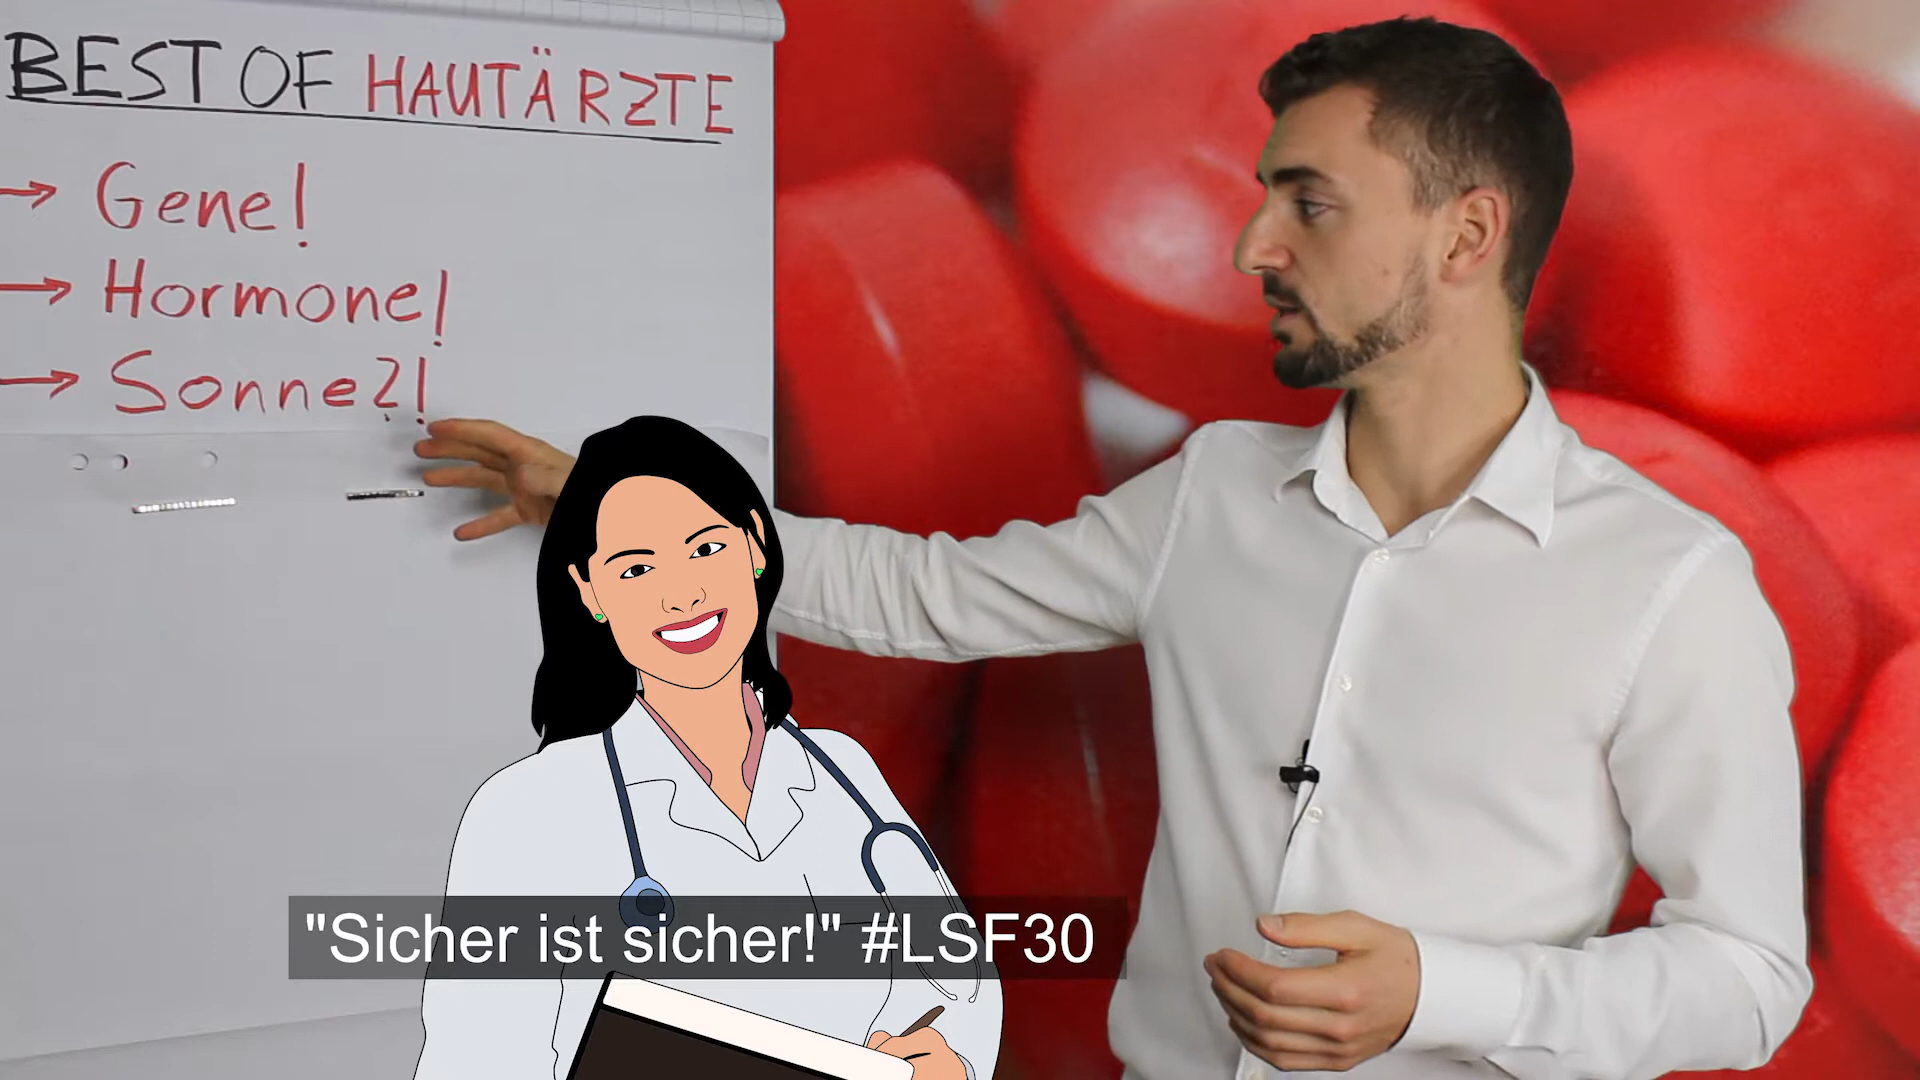 BEST OF HAUTÄRZTE
→ Gene!
→ Hormone!
→ Sonne?!
"Sicher ist sicher!" #LSF30